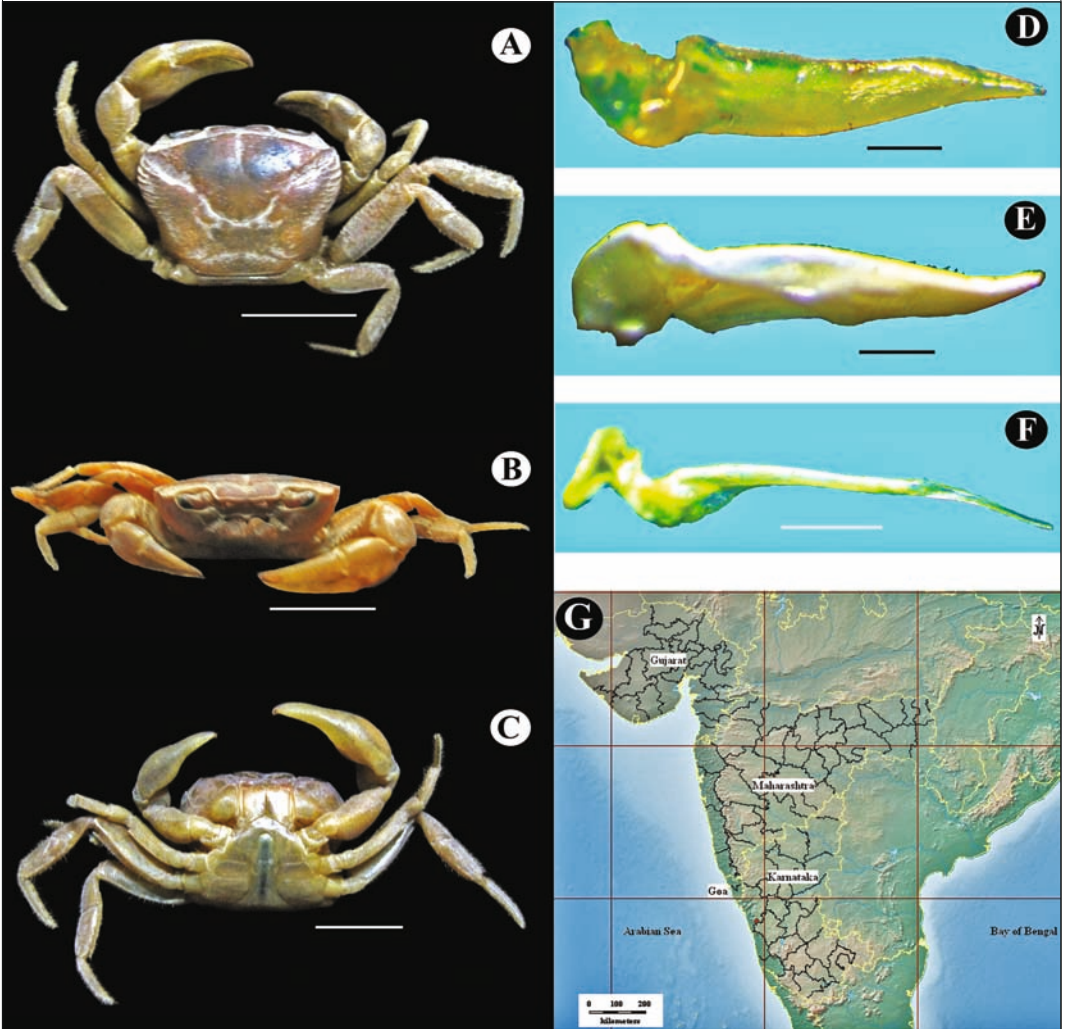 A
B
C
D
E
F
G
N
Gujarat
Maharashtra
Karnataka
Goa
Arabian Sea
Bay of Bengal
0 100 200
kilometers